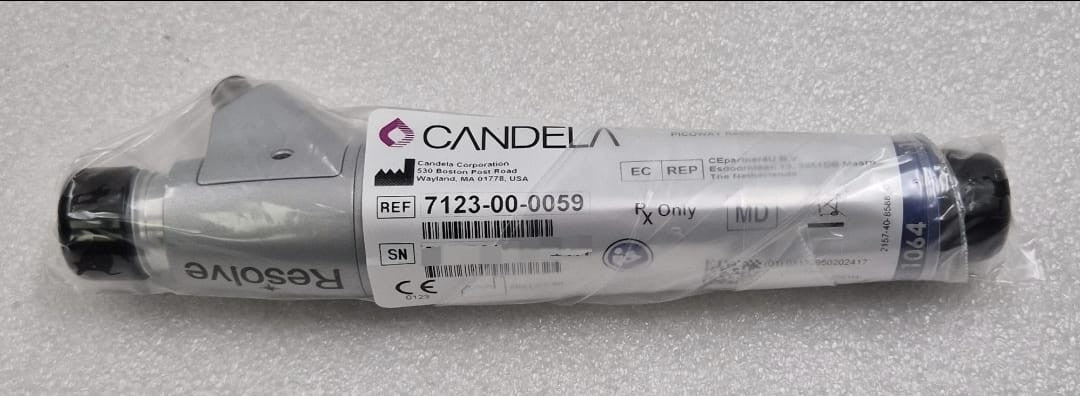 CANDELA
PICOWAY
Candela Corporation
530 Boston Post Road
Wayland, MA 01778, USA
EC REP
CEpartner4U B.V.
The Netherlands
REF 7123-00-0059
Rx Only
MD
SN
CE
0123
Resolve
1064